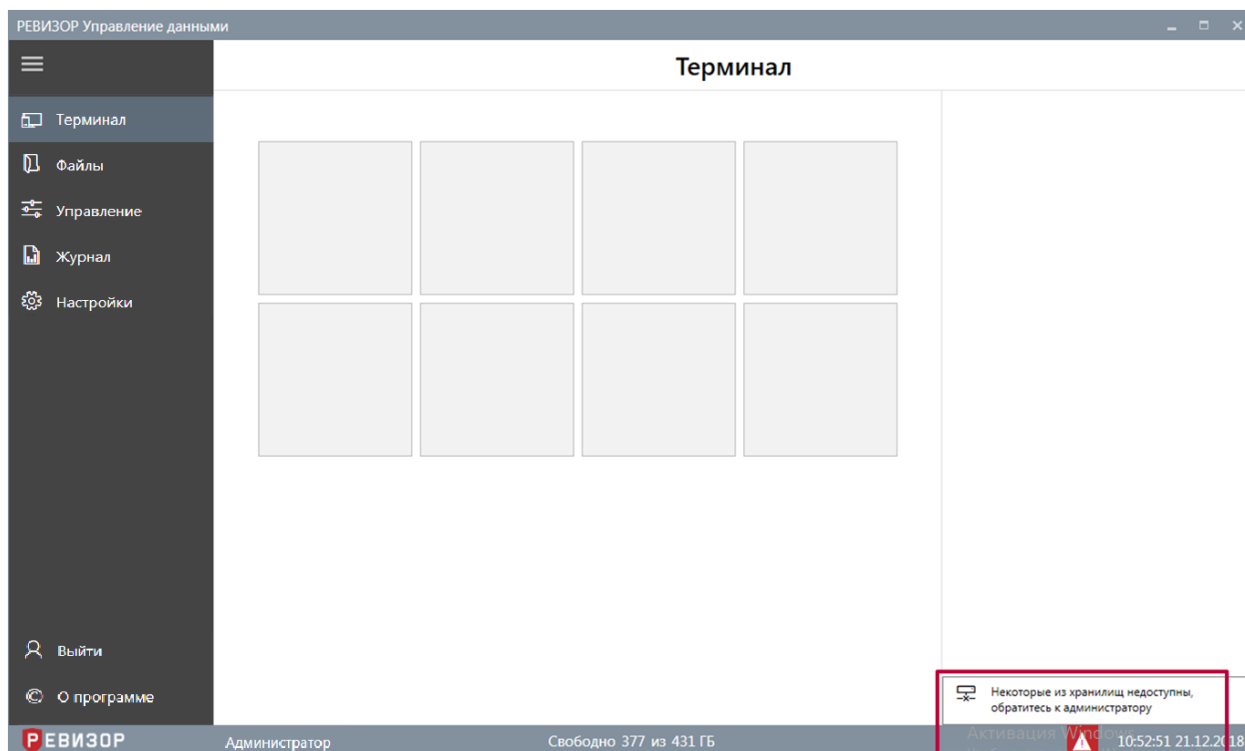 РЕВИЗОР Управление данными
Терминал
Терминал
Файлы
Управление
Журнал
Настройки
Выйти
О программе
Некоторые из хранилищ недоступны,
обратитесь к администратору
Активация Windows
РЕВИЗОР
Администратор
Свободно 377 из 431 ГБ
10:52:51 21.12.2018